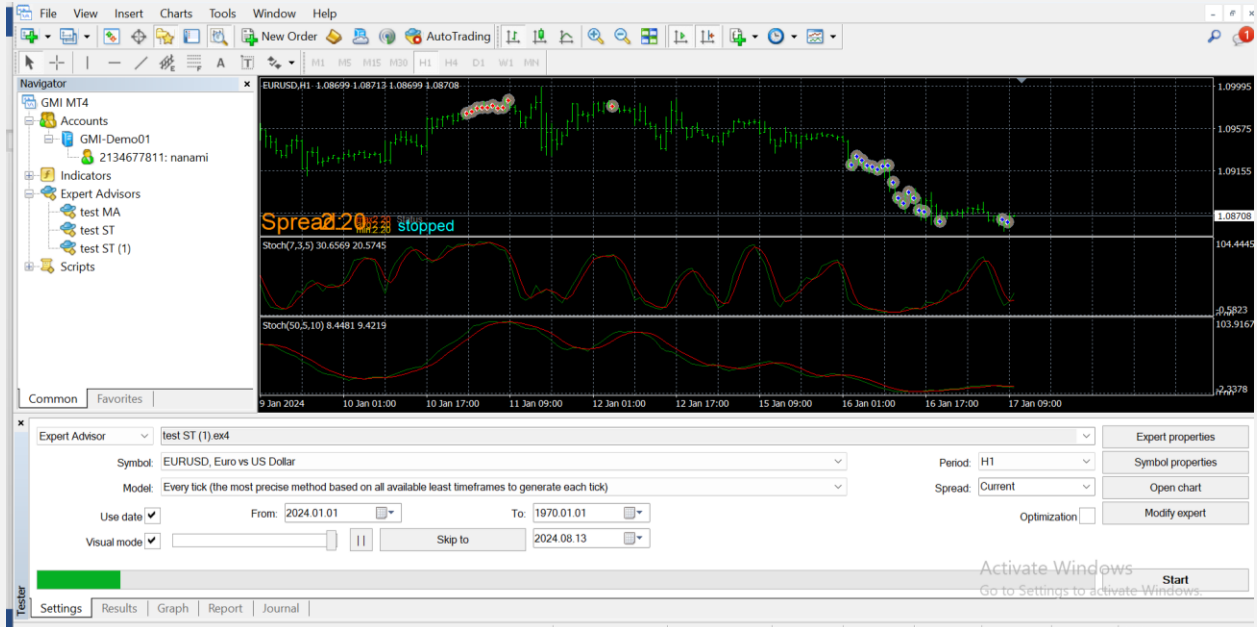 File View Insert Charts Tools Window Help
New Order AutoTrading
M1 M5 M15 M30 H1 H4 D1 W1 MN
Navigator
GMI MT4
Accounts
GMI-Demo01
2134677811: nanami
Indicators
Expert Advisors
test MA
test ST
test ST (1)
Scripts
Common Favorites
EURUSD,H1 1.08699 1.08713 1.08699 1.08708
1.09995
1.09575
1.09155
1.08708
Spread 2.20 stopped
Stoch(7,3,5) 30.6569 20.5745
104.4445
Stoch(50,5,10) 8.4481 9.4219
103.9167
9 Jan 2024 10 Jan 01:00 10 Jan 17:00 11 Jan 09:00 12 Jan 01:00 12 Jan 17:00 15 Jan 09:00 16 Jan 01:00 16 Jan 17:00 17 Jan 09:00
Expert Advisor test ST (1).ex4 Expert properties
Symbol: EURUSD, Euro vs US Dollar Period: H1 Symbol properties
Model: Every tick (the most precise method based on all available least timeframes to generate each tick) Spread: Current Open chart
Use date From: 2024.01.01 To: 1970.01.01 Optimization Modify expert
Visual mode Skip to 2024.08.13
Activate Windows
Go to Settings to activate Windows.
Start
Tester
Settings Results Graph Report Journal